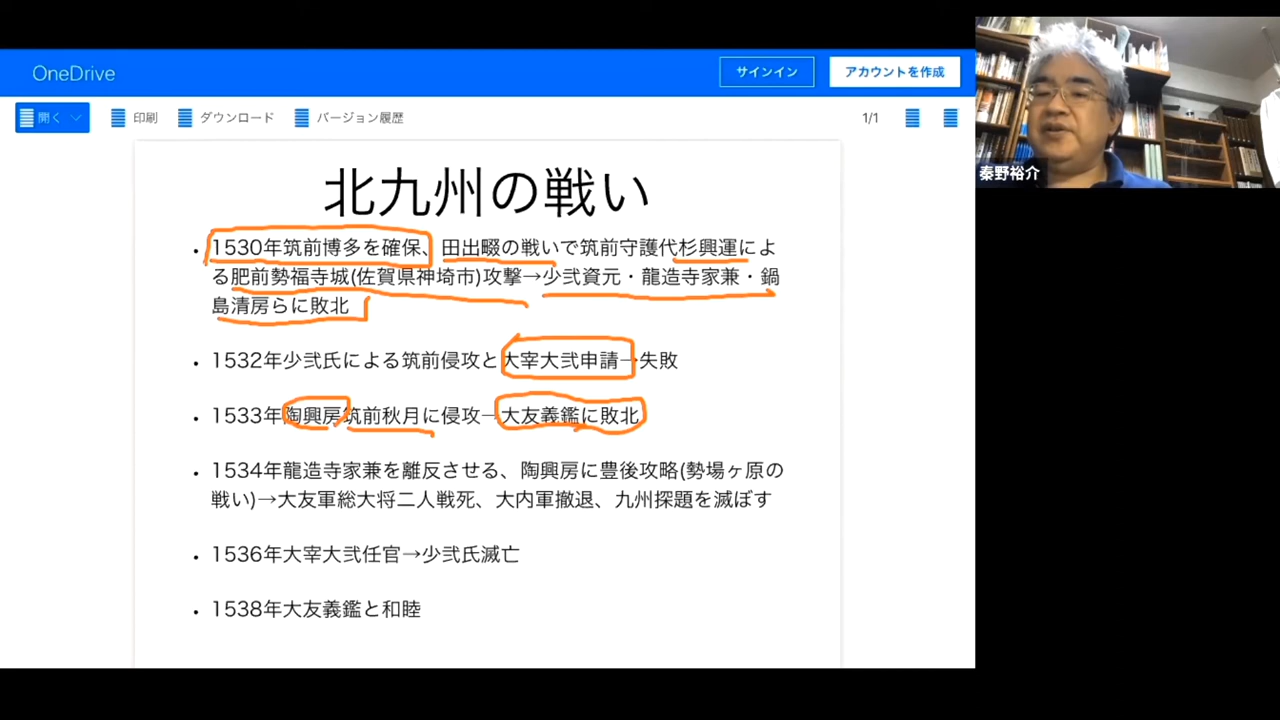 OneDrive
サインイン
アカウントを作成
開く
印刷
ダウンロード
バージョン履歴
1/1
秦野裕介
北九州の戦い
• 1530年筑前博多を確保、田出畷の戦いで筑前守護代杉興運によ
る肥前勢福寺城(佐賀県神埼市)攻撃→少弐資元・龍造寺家兼・鍋
島清房らに敗北
• 1532年少弐氏による筑前侵攻と大宰大弐申請→失敗
• 1533年陶興房筑前秋月に侵攻→大友義鑑に敗北
• 1534年龍造寺家兼を離反させる、陶興房に豊後攻略(勢場ヶ原の
戦い)→大友軍総大将二人戦死、大内軍撤退、九州探題を滅ぼす
• 1536年大宰大弐任官→少弐氏滅亡
• 1538年大友義鑑と和睦